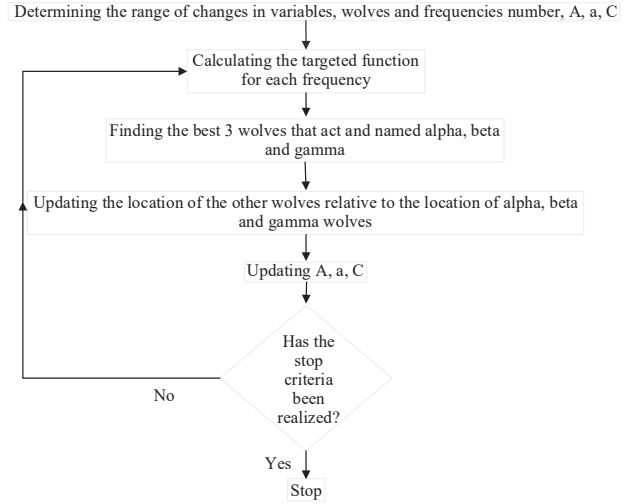 Determining the range of changes in variables, wolves and frequencies number, A, a, C
Calculating the targeted function
for each frequency
Finding the best 3 wolves that act and named alpha, beta
and gamma
Updating the location of the other wolves relative to the location of alpha, beta
and gamma wolves
Updating A, a, C
Has the
stop
criteria
been
realized?
No
Yes
Stop